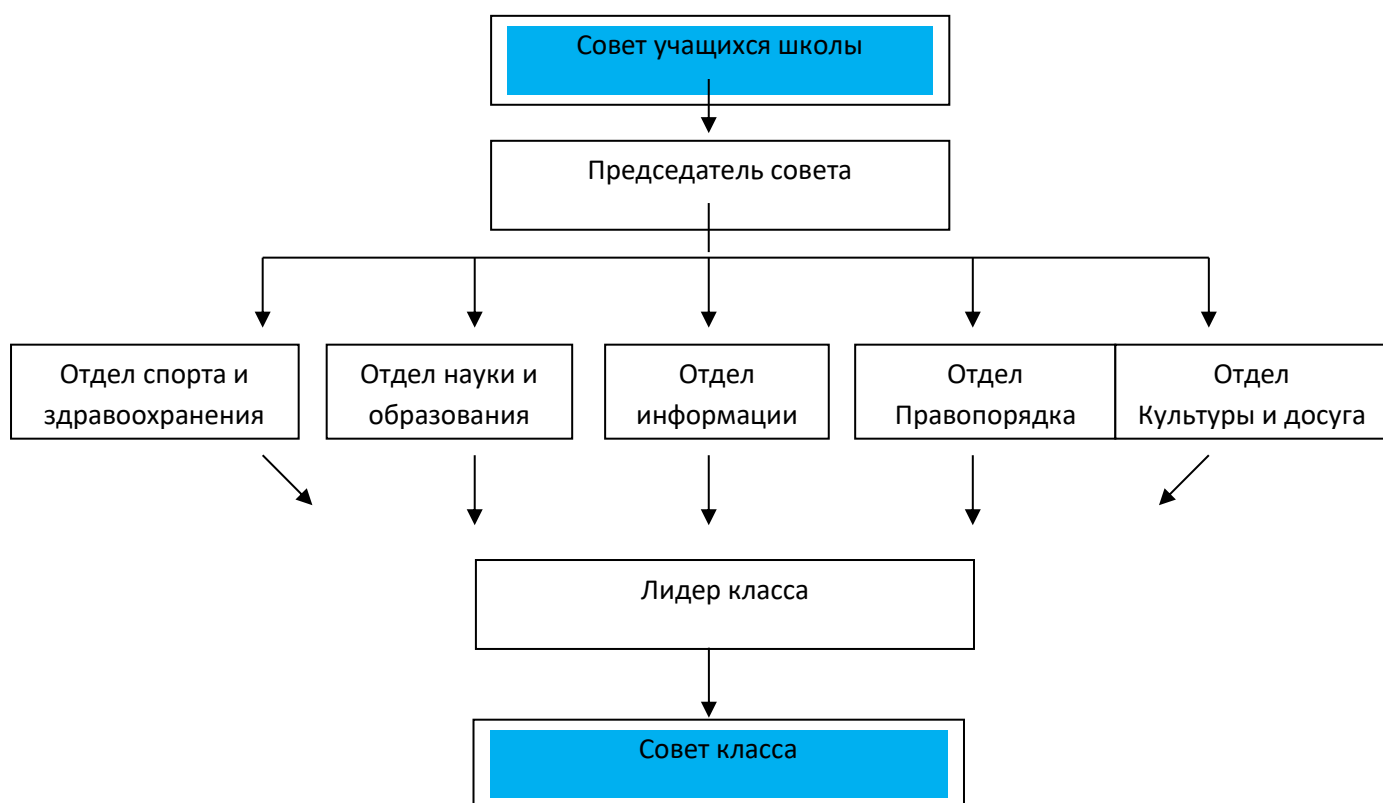 Совет учащихся школы
Председатель совета
Отдел спорта и
здравоохранения
Отдел науки и
образования
Отдел
информации
Отдел
Правопорядка
Отдел
Культуры и досуга
Лидер класса
Совет класса